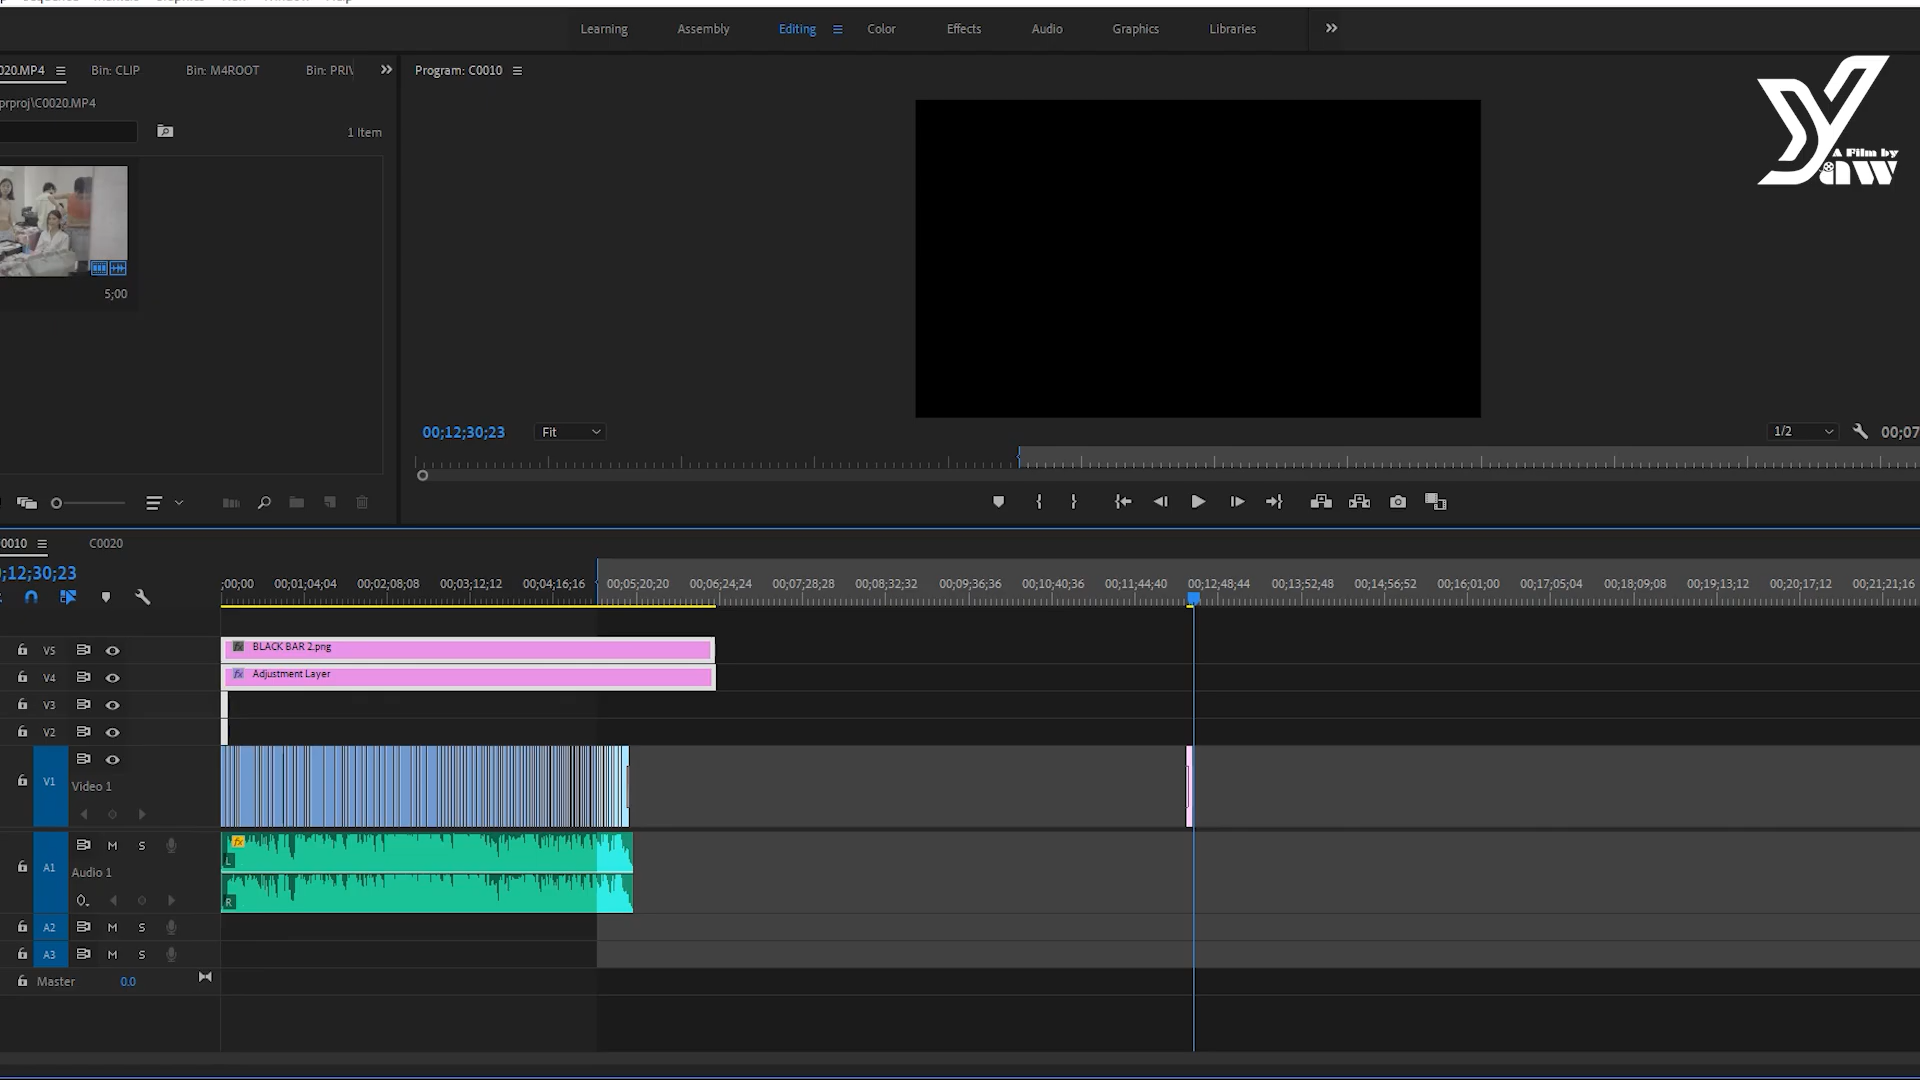 Learning
Assembly
Editing
Color
Effects
Audio
Graphics
Libraries
020.MP4
Bin: CLIP
Bin: M4ROOT
Bin: PRIV
Program: C0010
prproj\C0020.MP4
1 Item
5;00
A Film by
Yaw
00;12;30;23
Fit
1/2
00;07
0010
C0020
;12;30;23
;00;00
00;01;04;04
00;02;08;08
00;03;12;12
00;04;16;16
00;05;20;20
00;06;24;24
00;07;28;28
00;08;32;32
00;09;36;36
00;10;40;36
00;11;44;40
00;12;48;44
00;13;52;48
00;14;56;52
00;16;01;00
00;17;05;04
00;18;09;08
00;19;13;12
00;20;17;12
00;21;21;16
V5
fx BLACK BAR 2.png
V4
fx Adjustment Layer
V3
V2
V1
Video 1
A1
M
S
fx
L
Audio 1
R
A2
M
S
A3
M
S
Master
0.0